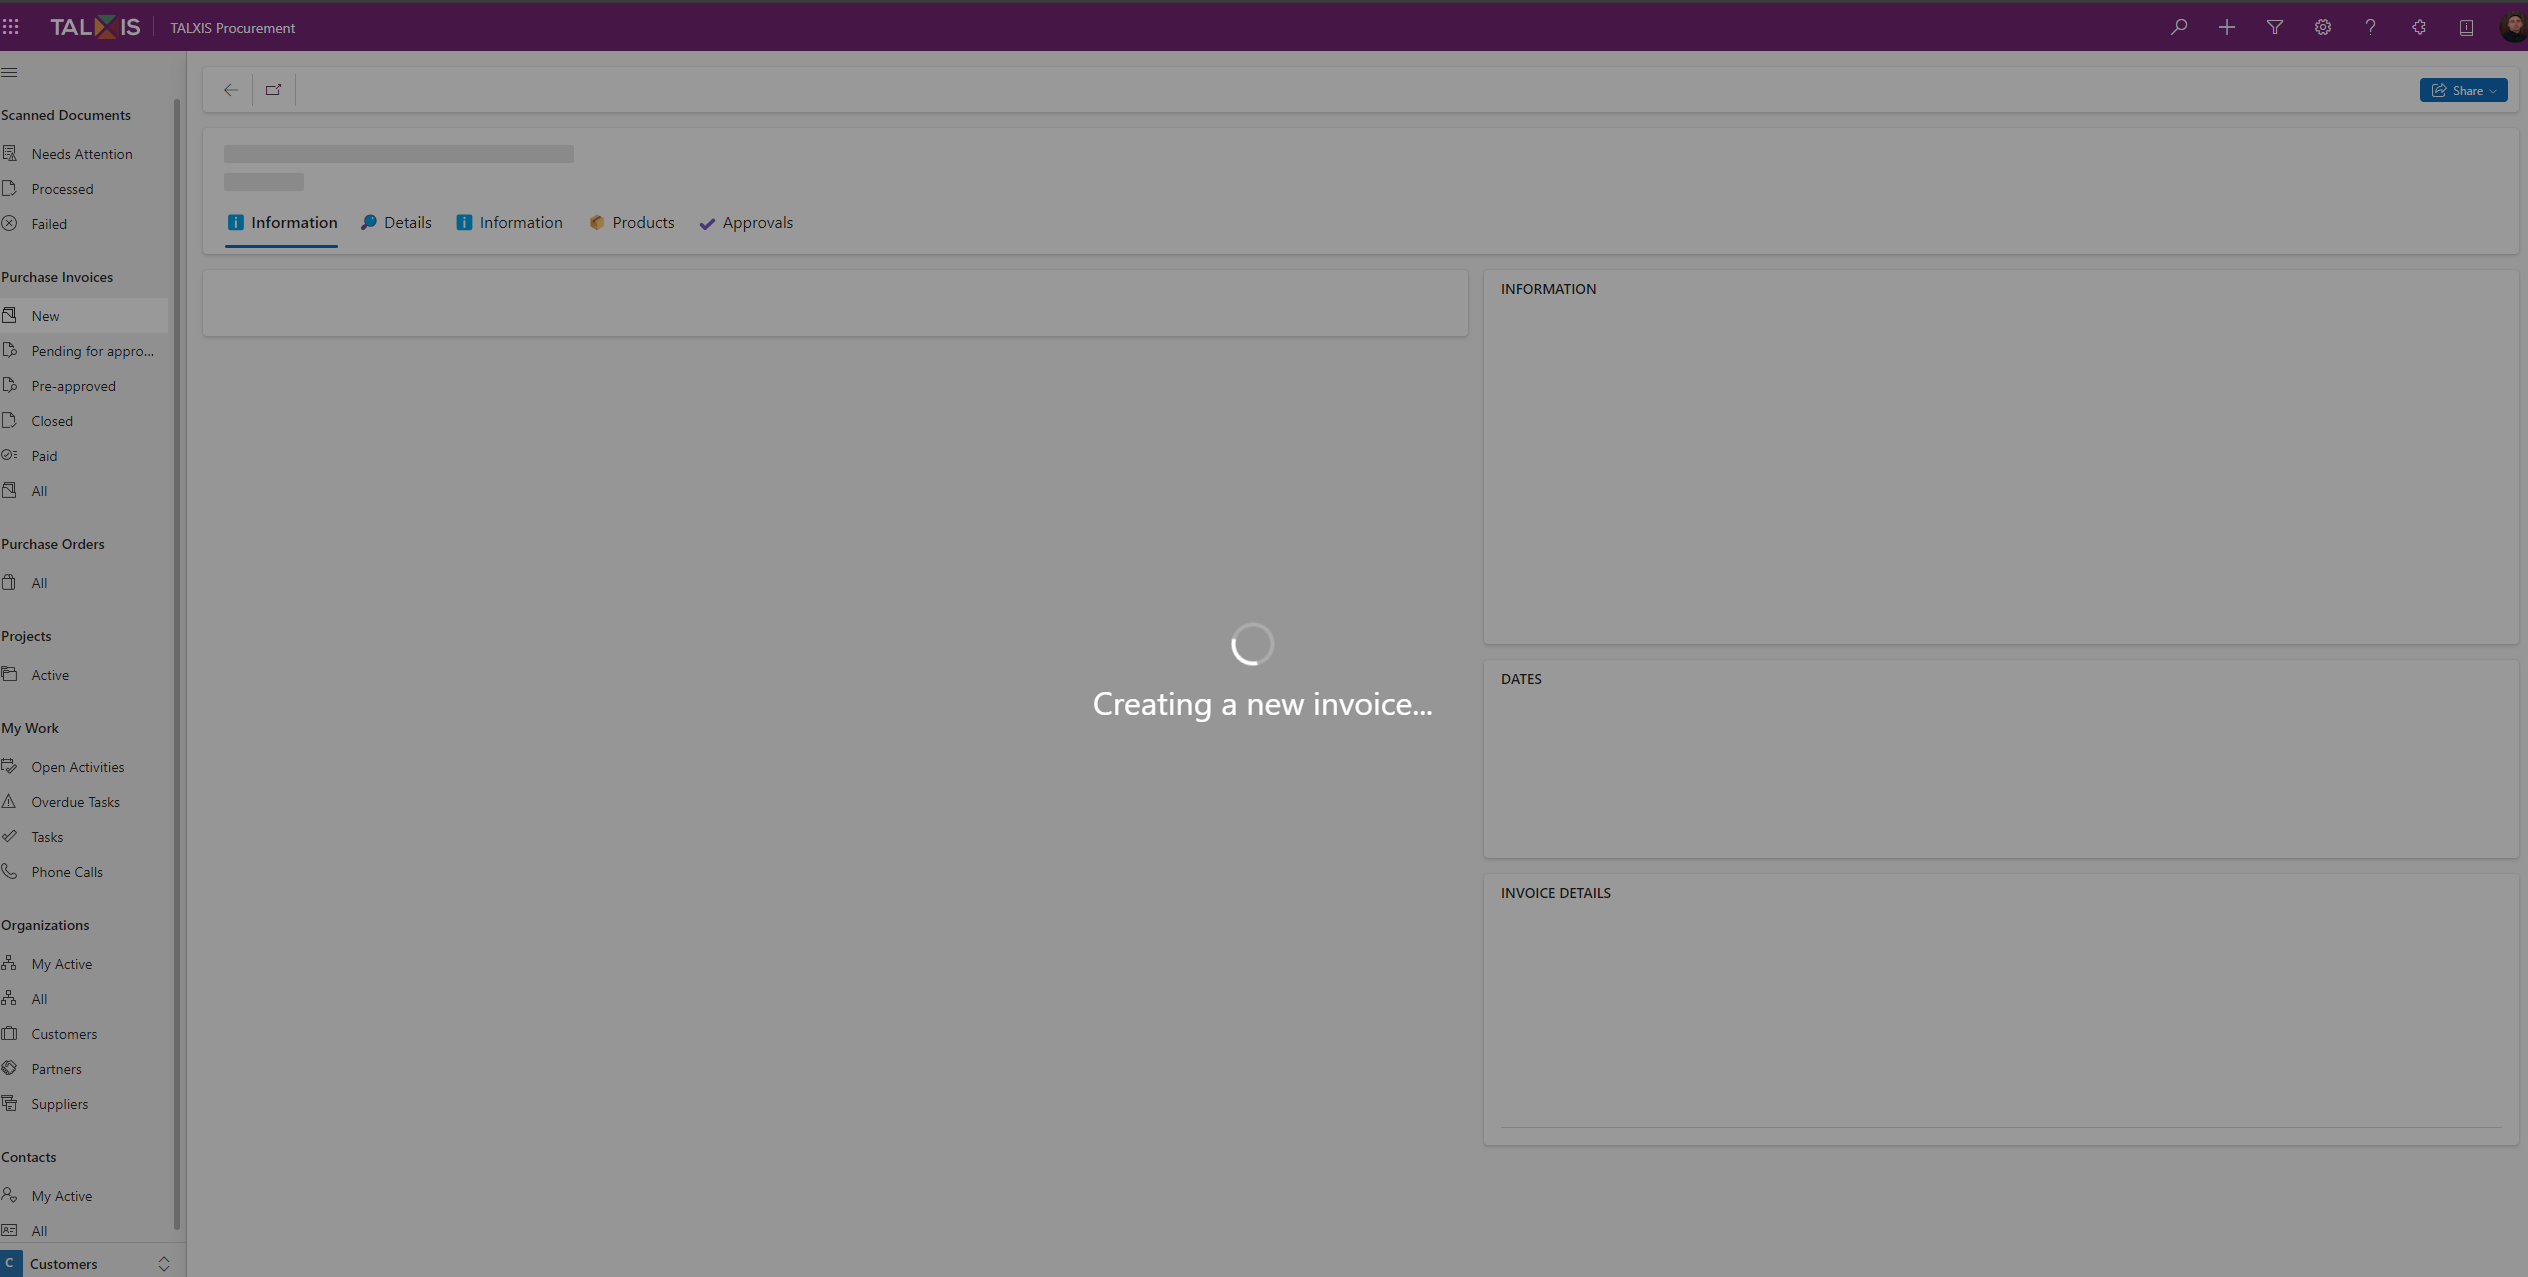 TALXIS
TALXIS Procurement
Share
Scanned Documents
Needs Attention
Processed
Failed
Purchase Invoices
New
Pending for appro...
Pre-approved
Closed
Paid
All
Purchase Orders
All
Projects
Active
My Work
Open Activities
Overdue Tasks
Tasks
Phone Calls
Organizations
My Active
All
Customers
Partners
Suppliers
Contacts
My Active
All
C Customers
Information Details Information Products Approvals
INFORMATION
DATES
INVOICE DETAILS
Creating a new invoice...